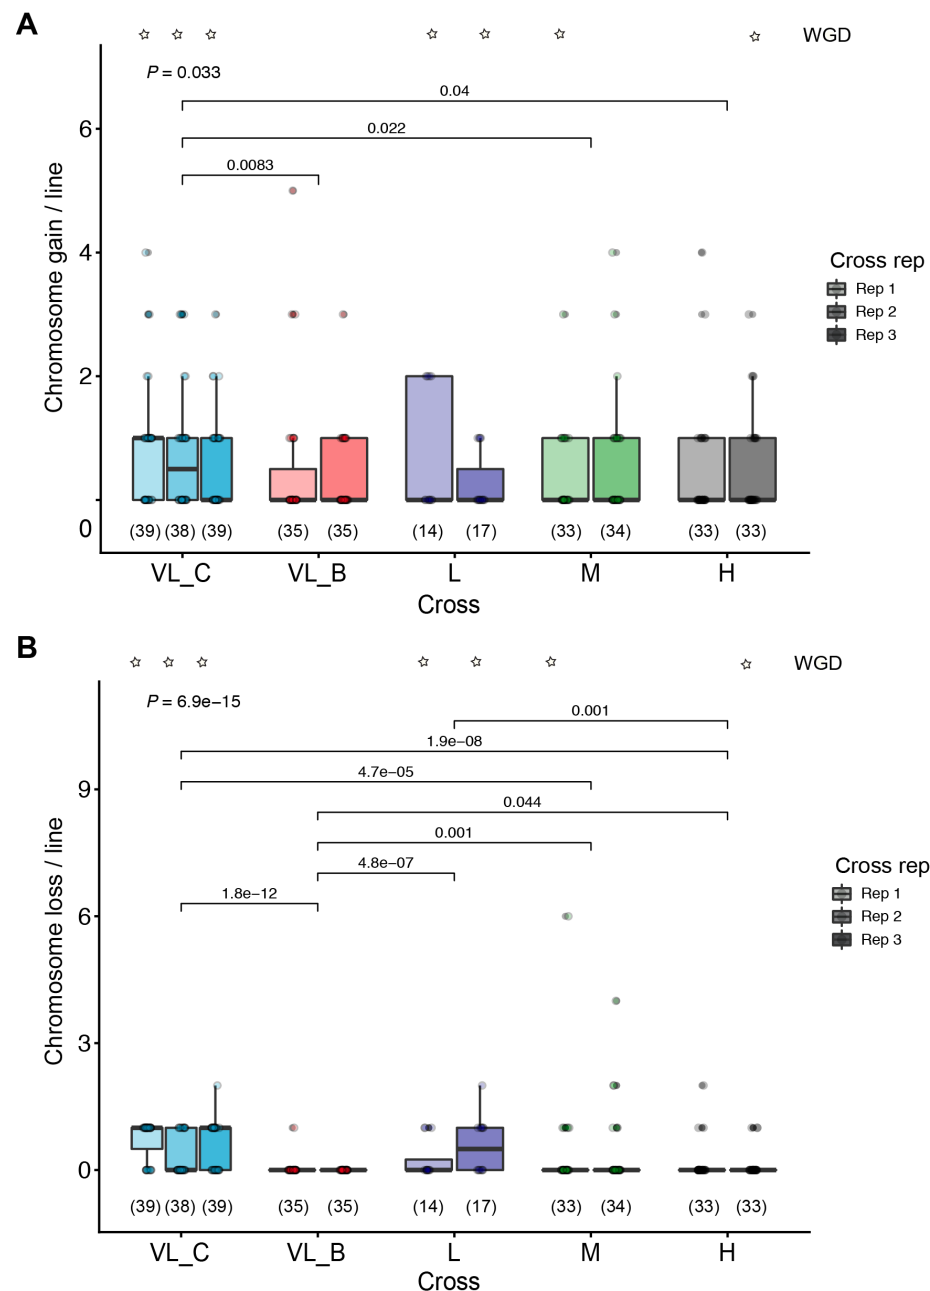 A
WGD
P = 0.033
0.04
0.022
0.0083
6
4
2
0
Chromosome gain / line
(39) (38) (39) (35) (35) (14) (17) (33) (34) (33) (33)
VL_C VL_B L M H
Cross
Cross rep
Rep 1
Rep 2
Rep 3
B
WGD
P = 6.9e−15
0.001
1.9e−08
4.7e−05
0.044
0.001
4.8e−07
1.8e−12
9
6
3
0
Chromosome loss / line
(39) (38) (39) (35) (35) (14) (17) (33) (34) (33) (33)
VL_C VL_B L M H
Cross
Cross rep
Rep 1
Rep 2
Rep 3